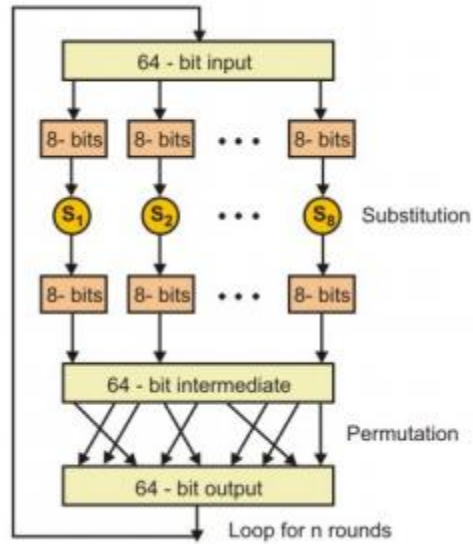 64 - bit input
8- bits 8- bits • • • 8- bits
S1 S2 • • • S8 Substitution
8- bits 8- bits • • • 8- bits
64 - bit intermediate
Permutation
64 - bit output
Loop for n rounds